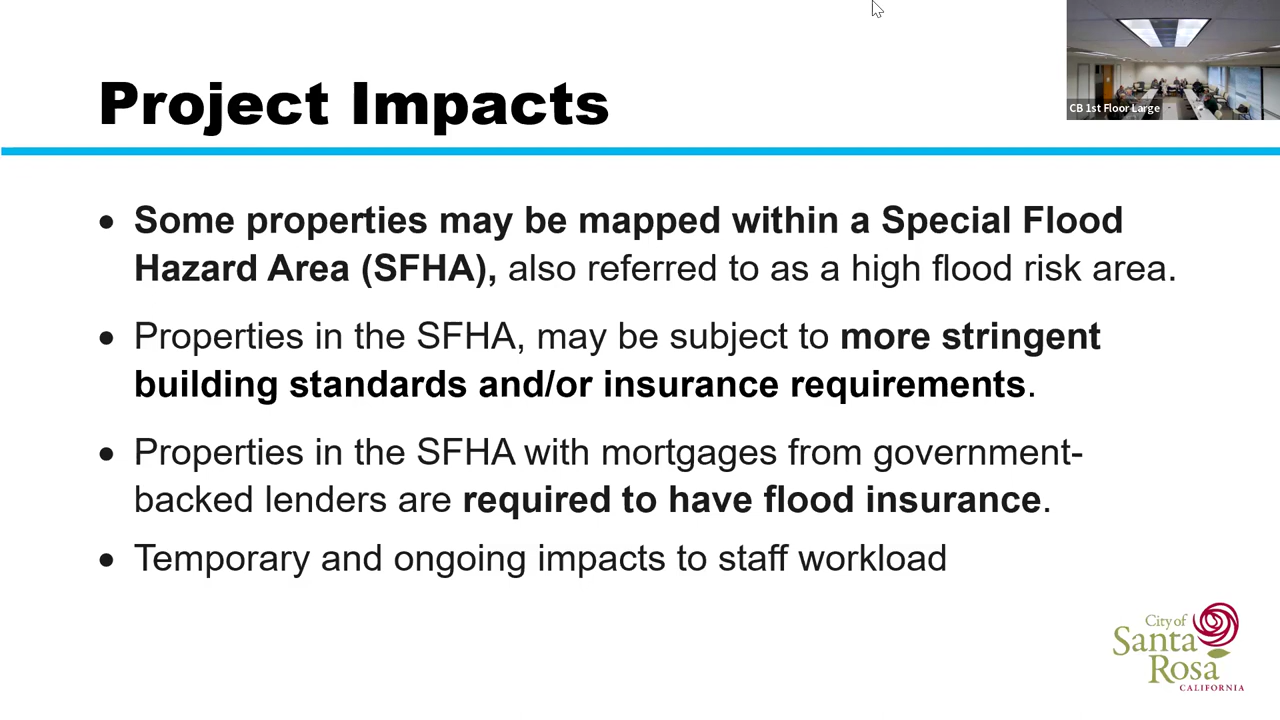 CB 1st Floor Large
Project Impacts
• Some properties may be mapped within a Special Flood
Hazard Area (SFHA), also referred to as a high flood risk area.
• Properties in the SFHA, may be subject to more stringent
building standards and/or insurance requirements.
• Properties in the SFHA with mortgages from government-
backed lenders are required to have flood insurance.
• Temporary and ongoing impacts to staff workload
City of
Santa
Rosa
CALIFORNIA